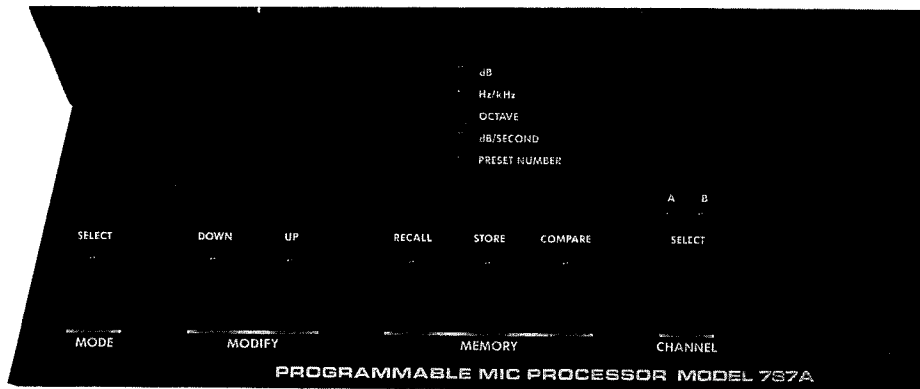 dB
Hz/kHz
OCTAVE
dB/SECOND
PRESET NUMBER
A B
SELECT DOWN UP RECALL STORE COMPARE SELECT
MODE MODIFY MEMORY CHANNEL
PROGRAMMABLE MIC PROCESSOR MODEL 787A